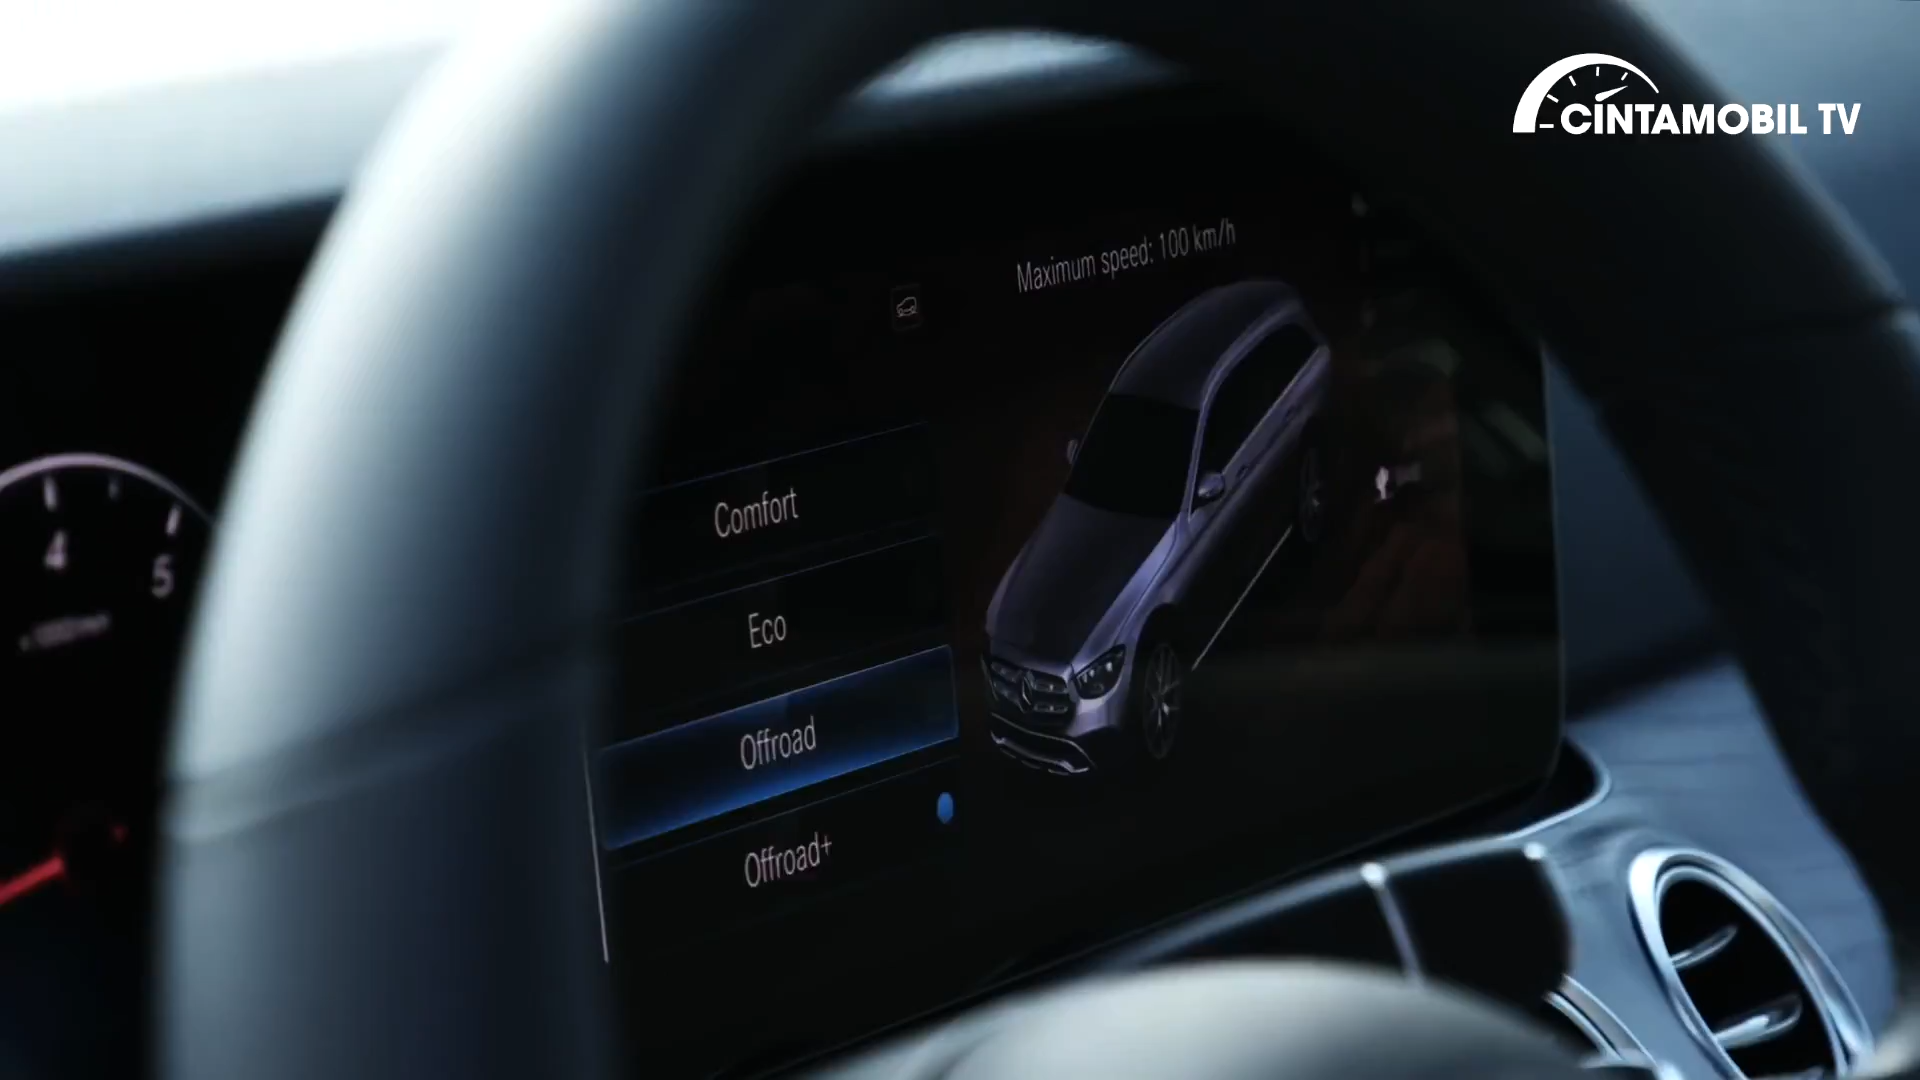 CINTAMOBIL TV
Maximum speed: 100 km/h
Comfort
Eco
Offroad
Offroad+
4
5